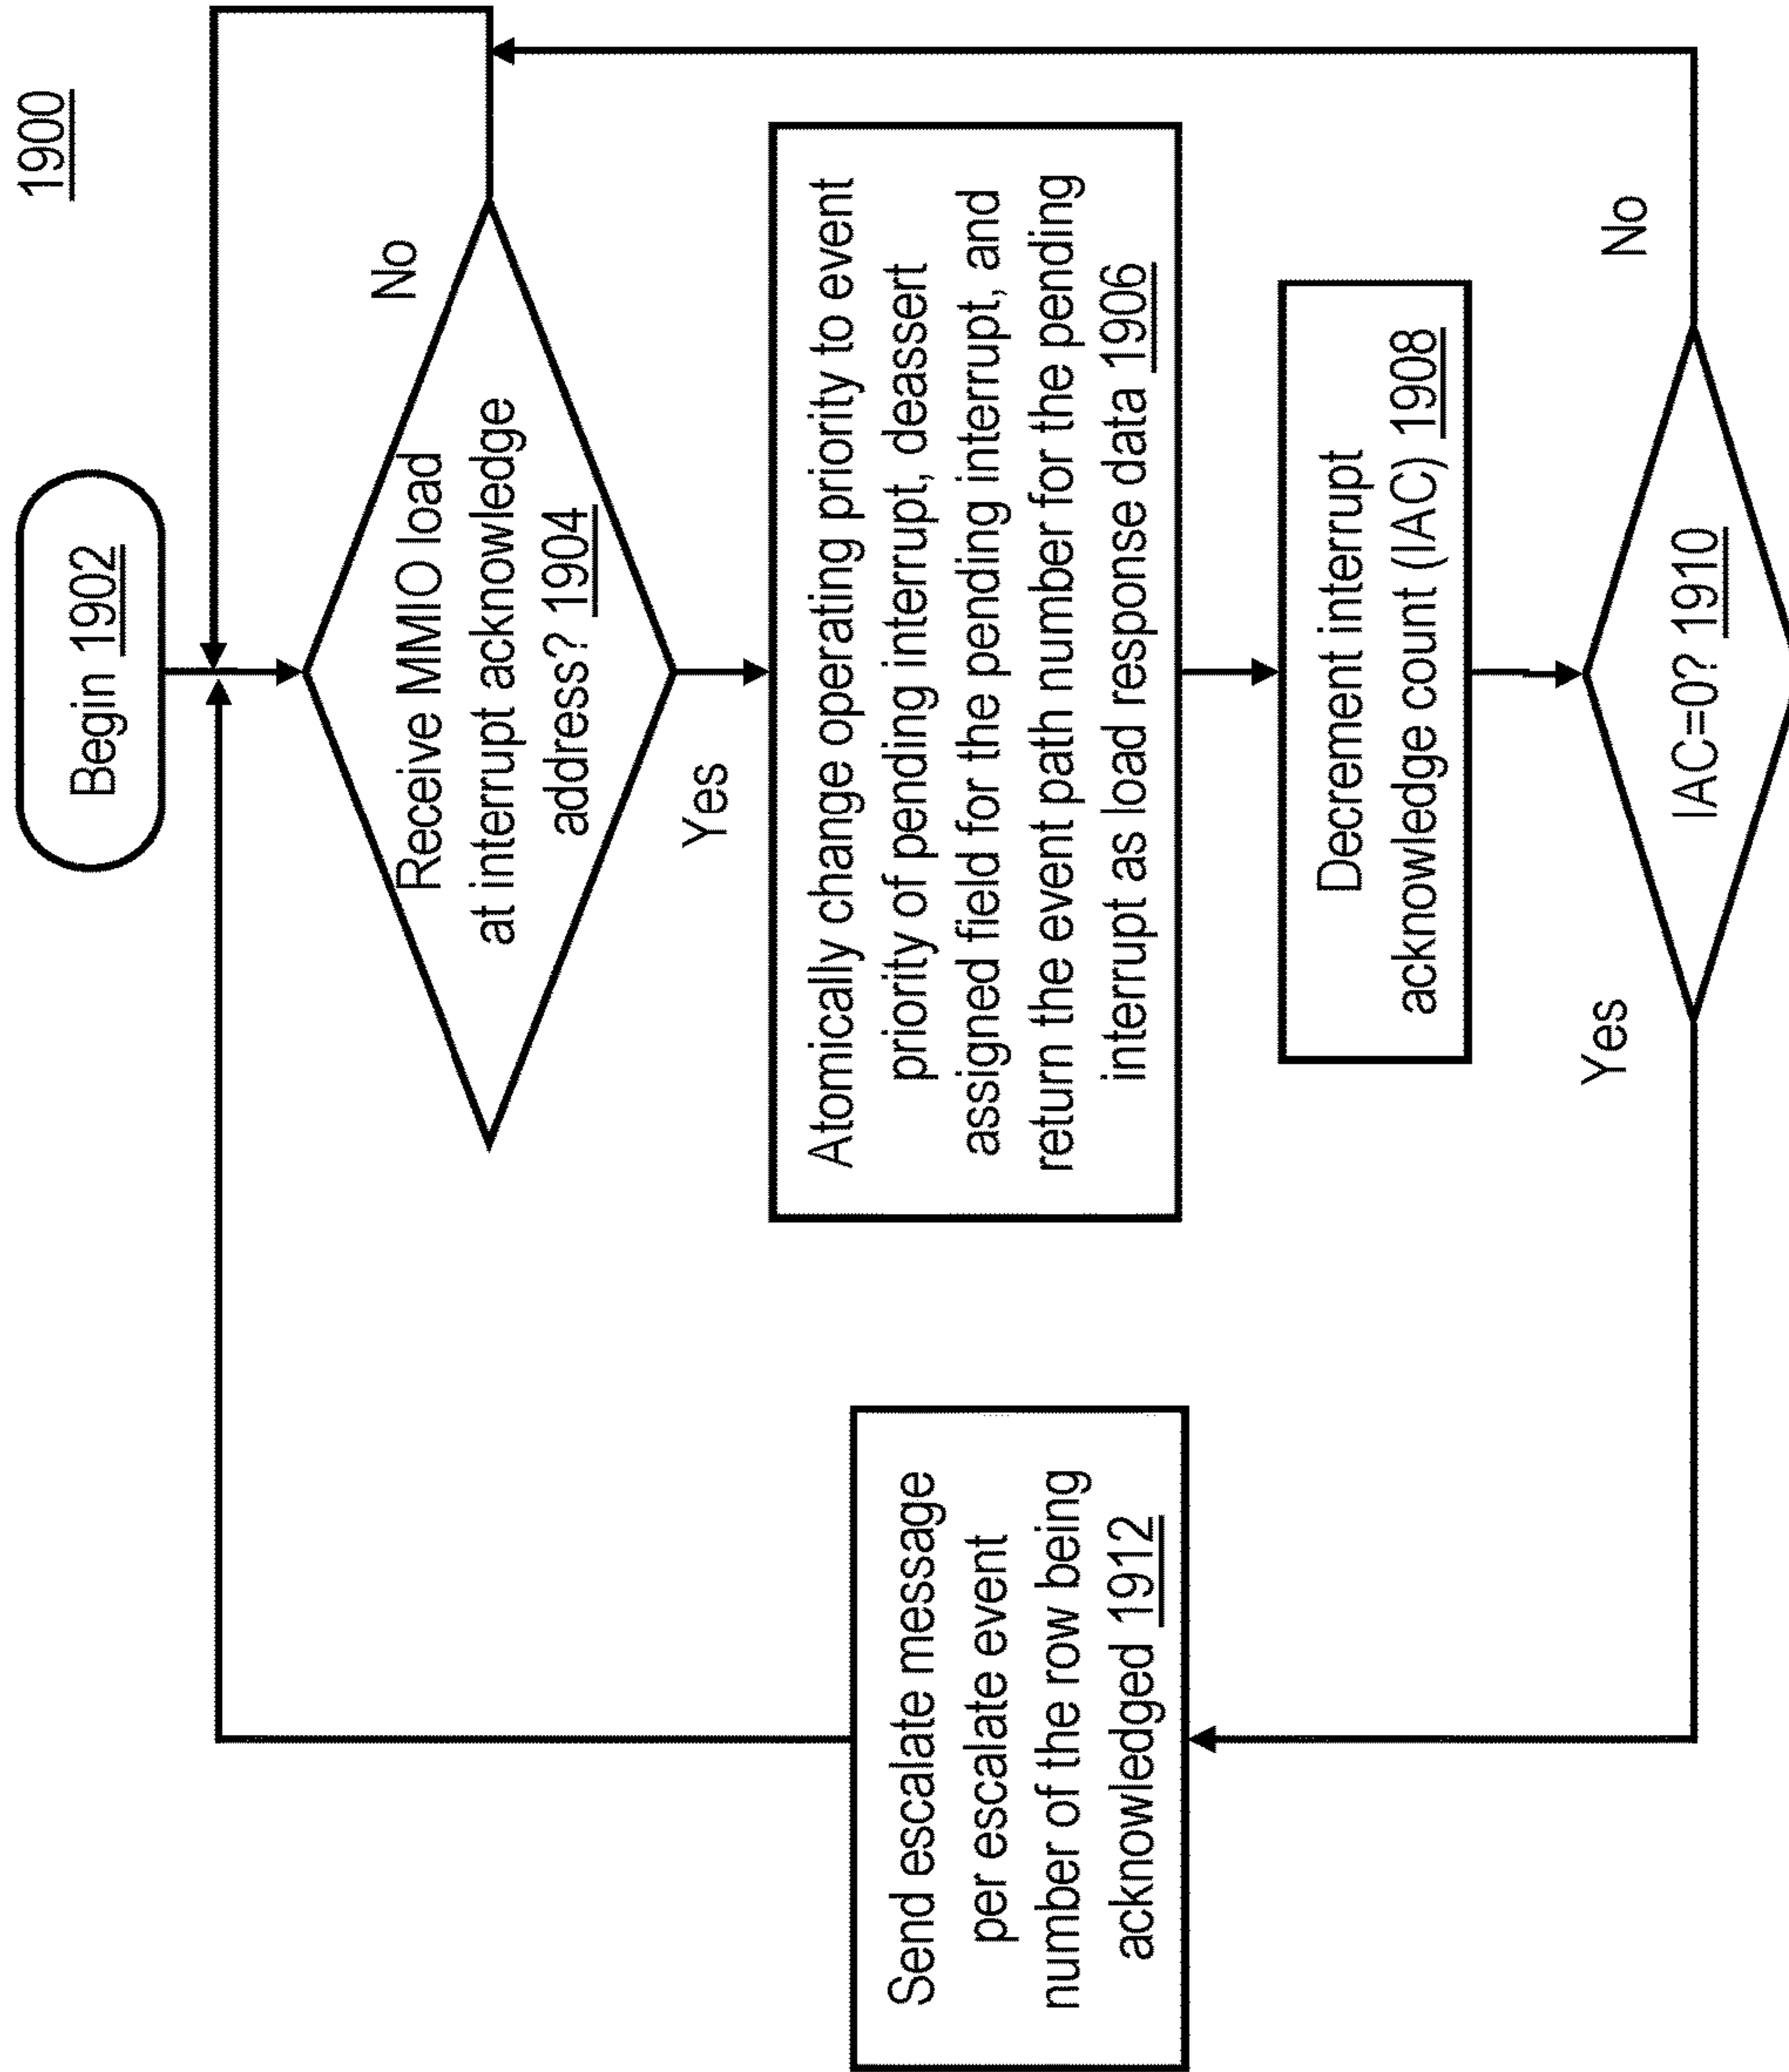 1900
Begin 1902
Receive MMIO load
at interrupt acknowledge
address? 1904
No
Yes
Atomically change operating priority to event
priority of pending interrupt, deassert
assigned field for the pending interrupt, and
return the event path number for the pending
interrupt as load response data 1906
Decrement interrupt
acknowledge count (IAC) 1908
IAC=0? 1910
No
Yes
Send escalate message
per escalate event
number of the row being
acknowledged 1912